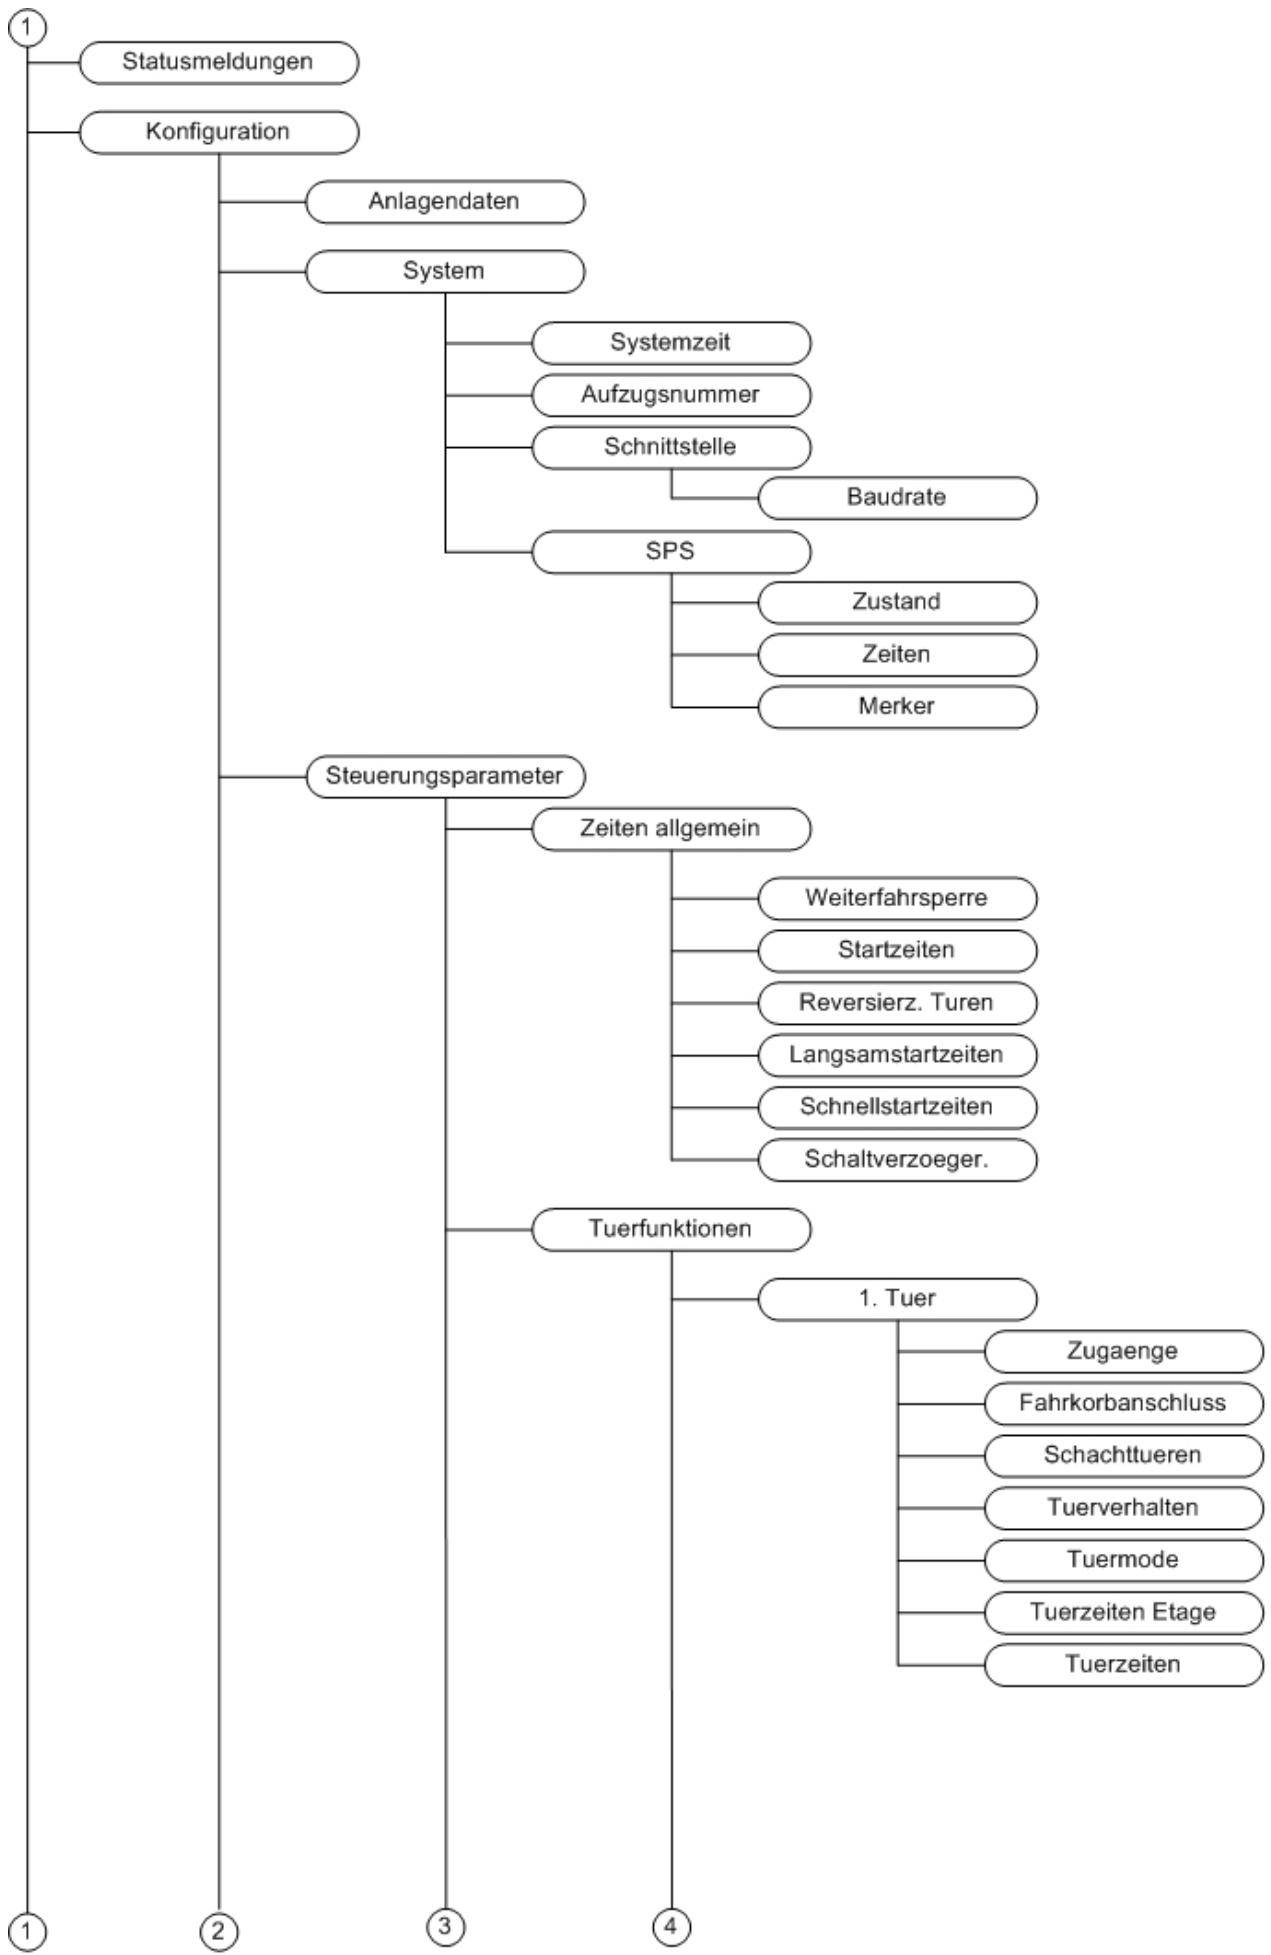 1
Statusmeldungen
Konfiguration
Anlagendaten
System
Systemzeit
Aufzugsnummer
Schnittstelle
Baudrate
SPS
Zustand
Zeiten
Merker
Steuerungsparameter
Zeiten allgemein
Weiterfahrsperre
Startzeiten
Reversierz. Turen
Langsamstartzeiten
Schnellstartzeiten
Schaltverzoeger.
Tuerfunktionen
1. Tuer
Zugaenge
Fahrkorbanschluss
Schachttueren
Tuerverhalten
Tuermode
Tuerzeiten Etage
Tuerzeiten
1 2 3 4